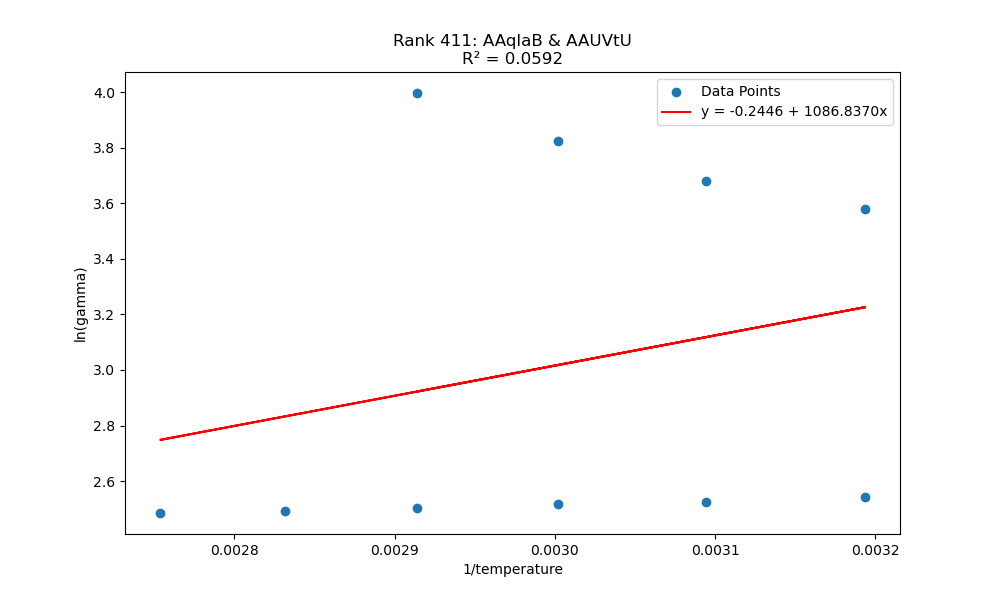 Rank 411: AAqlaB & AAUVtU
R² = 0.0592
Data Points
y = -0.2446 + 1086.8370x
4.0
3.8
3.6
3.4
3.2
3.0
2.8
2.6
ln(gamma)
0.0028 0.0029 0.0030 0.0031 0.0032
1/temperature